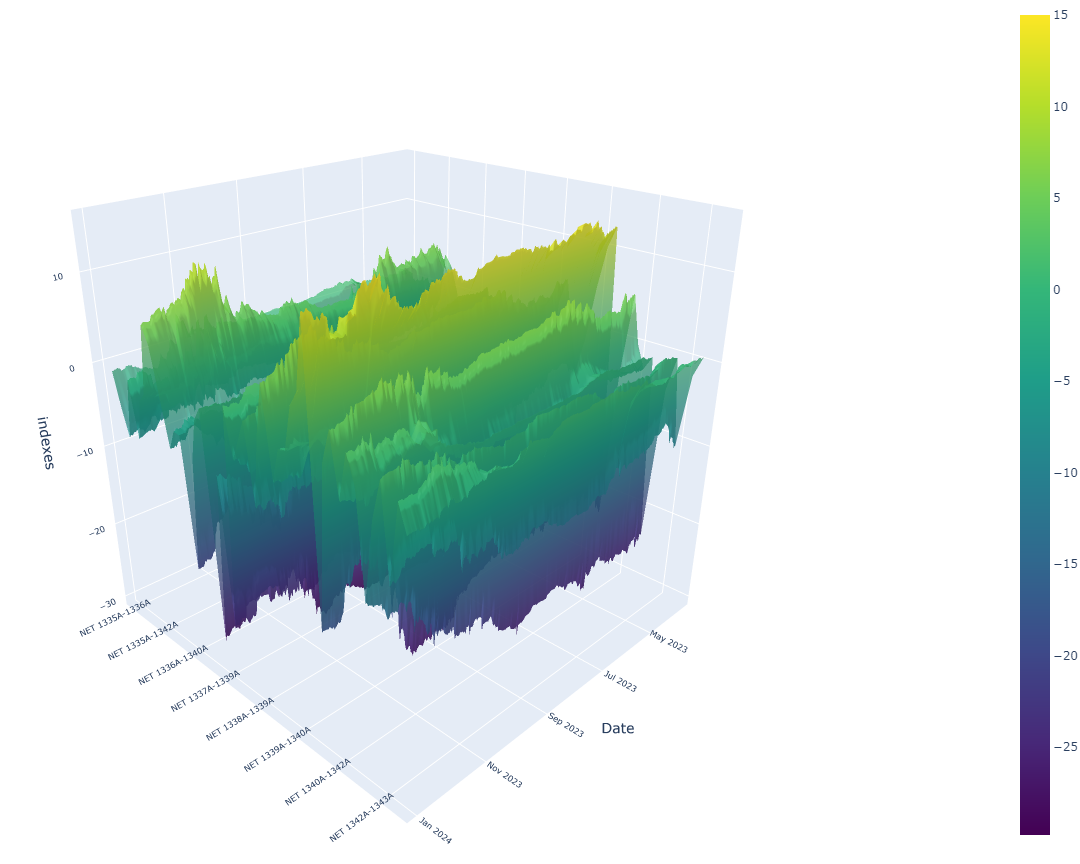 15
10
5
0
−5
−10
−15
−20
−25
10
0
−10
−20
−30
indexes
NET 1335A-1336A
NET 1335A-1342A
NET 1336A-1340A
NET 1337A-1339A
NET 1338A-1339A
NET 1339A-1340A
NET 1340A-1342A
NET 1342A-1343A
May 2023
Jul 2023
Sep 2023
Nov 2023
Jan 2024
Date